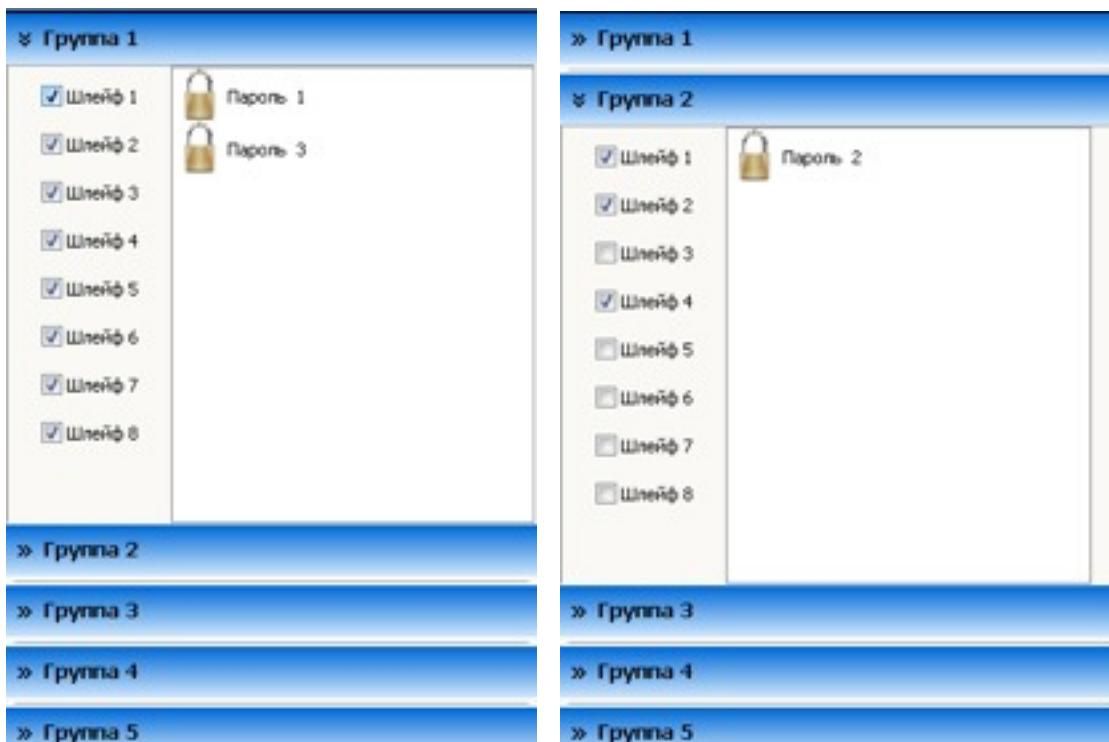 Группа 1
Шлейф 1
Шлейф 2
Шлейф 3
Шлейф 4
Шлейф 5
Шлейф 6
Шлейф 7
Шлейф 8
Пароль 1
Пароль 3
Группа 2
Группа 3
Группа 4
Группа 5
Группа 1
Группа 2
Шлейф 1
Шлейф 2
Шлейф 3
Шлейф 4
Шлейф 5
Шлейф 6
Шлейф 7
Шлейф 8
Пароль 2
Группа 3
Группа 4
Группа 5